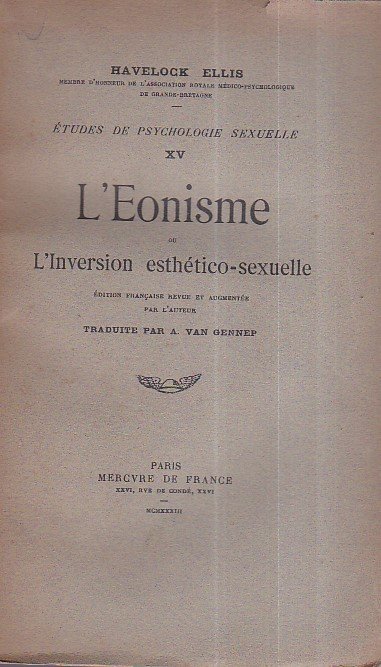 HAVELOCK ELLIS
MEMBRE D'HONNEUR DE L'ASSOCIATION ROYALE MÉDICO-PSYCHOLOGIQUE
DE GRANDE-BRETAGNE
ÉTUDES DE PSYCHOLOGIE SEXUELLE
XV
L'Eonisme
ou
L'Inversion esthético-sexuelle
ÉDITION FRANÇAISE REVUE ET AUGMENTÉE
PAR L'AUTEUR
TRADUITE PAR A. VAN GENNEP
PARIS
MERCVRE DE FRANCE
XXVI, RVE DE CONDÉ, XXVI
MCMXXXIII